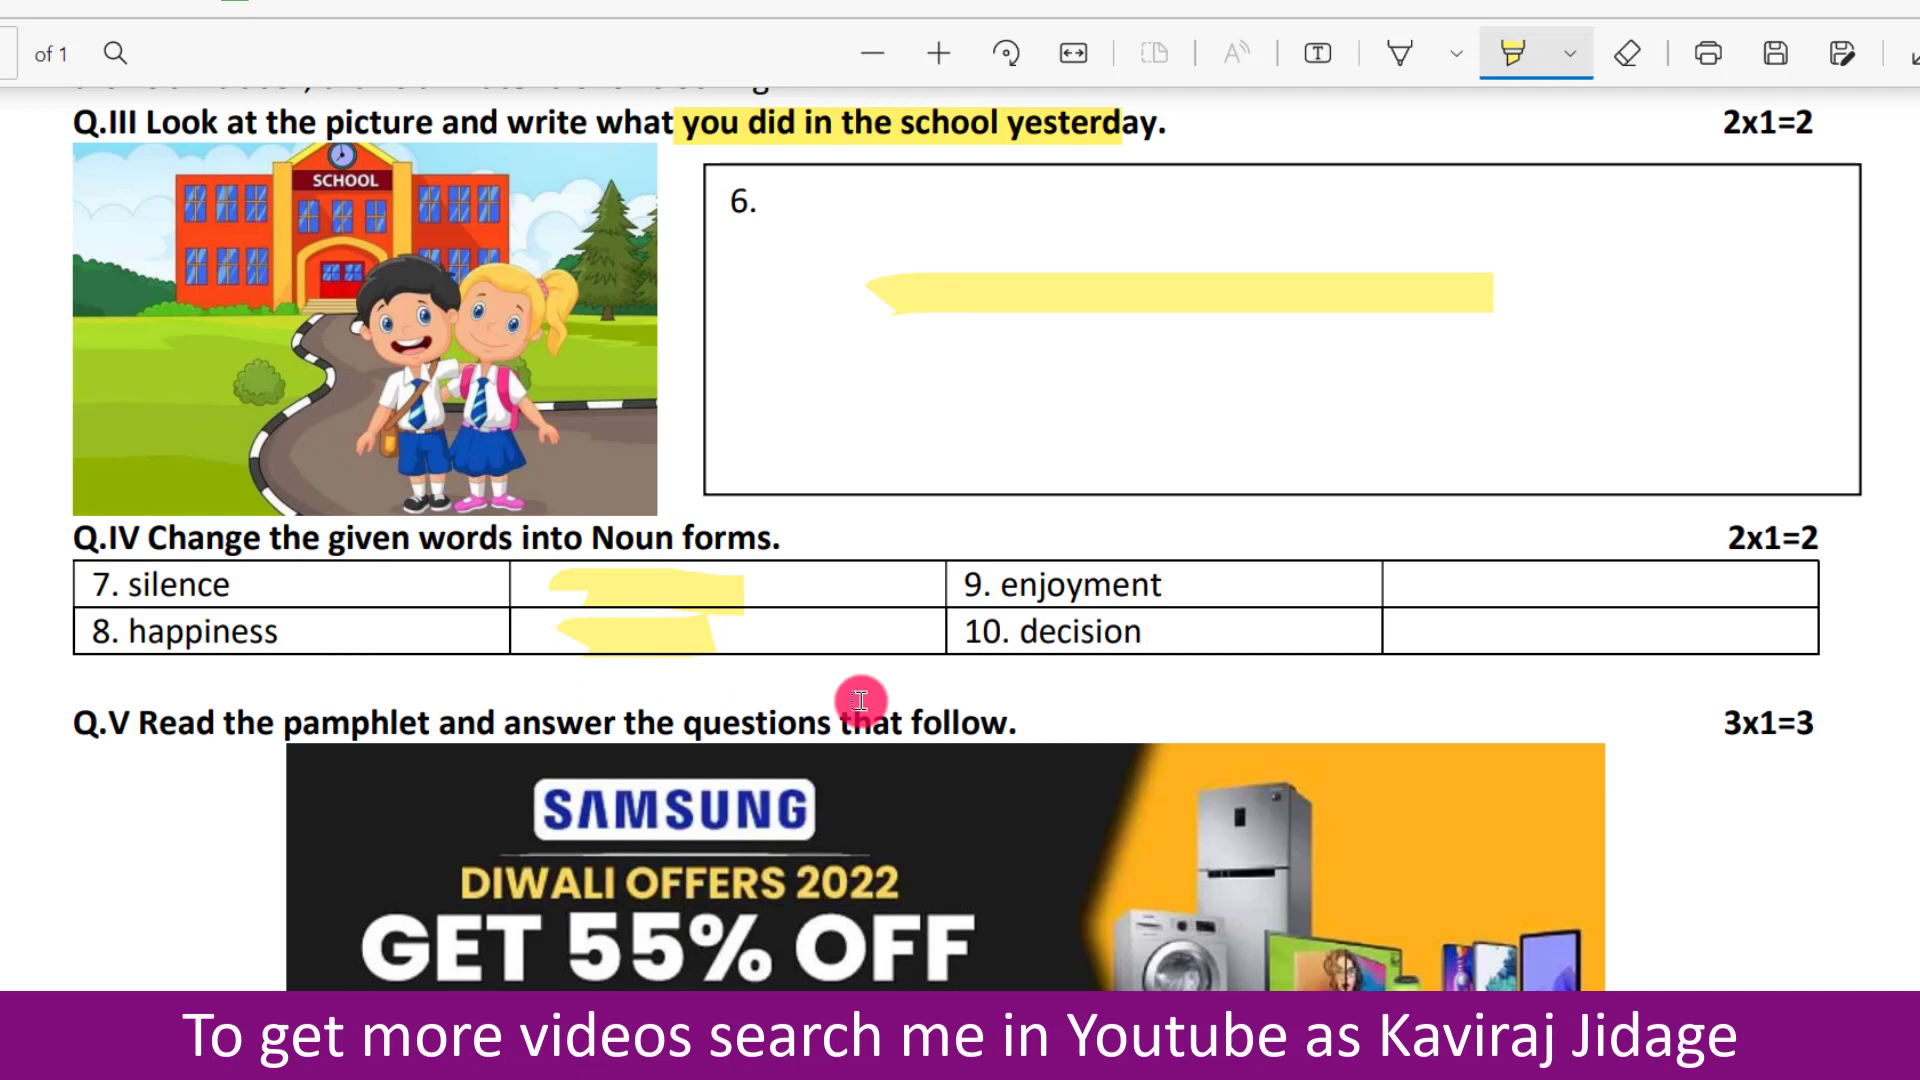 of 1
Q.III Look at the picture and write what you did in the school yesterday. 2x1=2
SCHOOL
6.
Q.IV Change the given words into Noun forms. 2x1=2
7. silence 9. enjoyment
8. happiness 10. decision
Q.V Read the pamphlet and answer the questions that follow. 3x1=3
SAMSUNG
DIWALI OFFERS 2022
GET 55% OFF
To get more videos search me in Youtube as Kaviraj Jidage